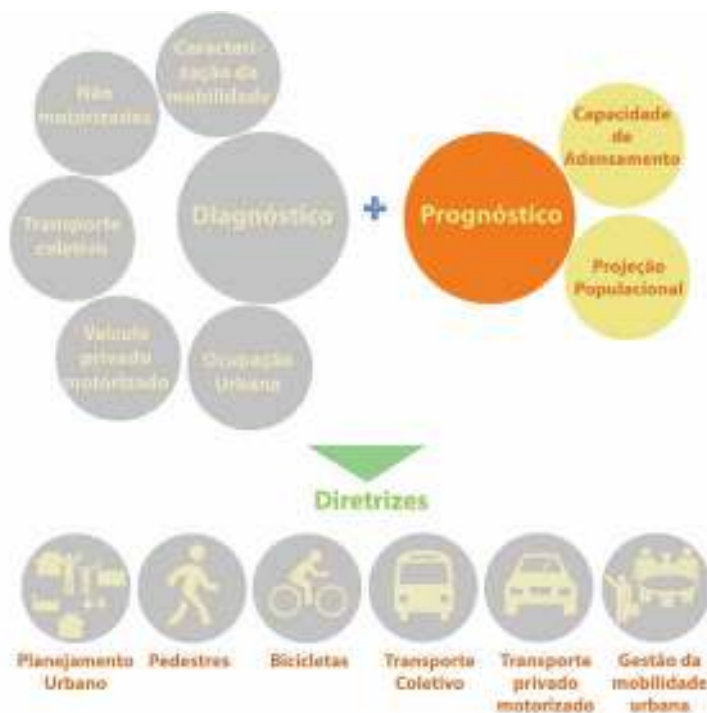 Caracteri-
zação da
mobilidade
Não
motorizados
Diagnóstico
Transporte
coletivo
Veículo
privado
motorizado
Ocupação
Urbana
+
Prognóstico
Capacidade
de
Adensamento
Projeção
Populacional
Diretrizes
Planejamento
Urbano
Pedestres
Bicicletas
Transporte
Coletivo
Transporte
privado
motorizado
Gestão da
mobilidade
urbana